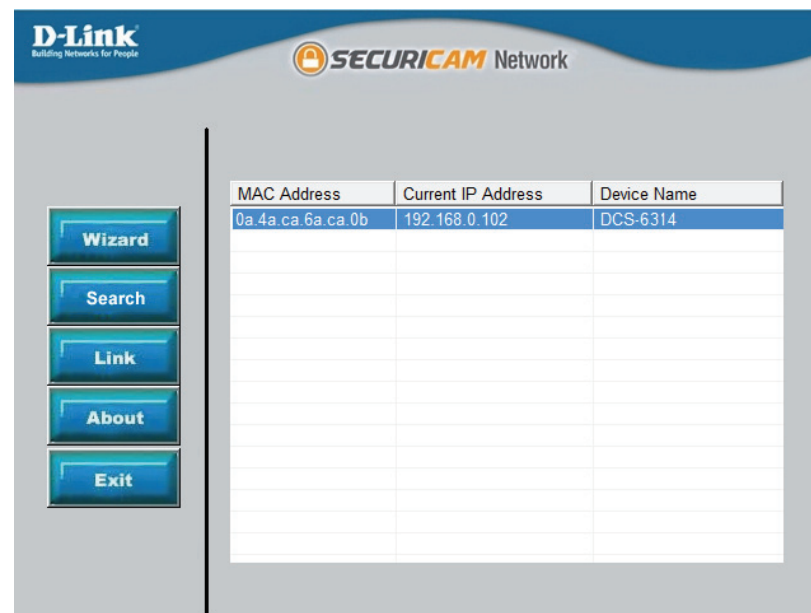 D-Link
Building Networks for People
SECURICAM Network
MAC Address Current IP Address Device Name
0a.4a.ca.6a.ca.0b 192.168.0.102 DCS-6314
Wizard
Search
Link
About
Exit